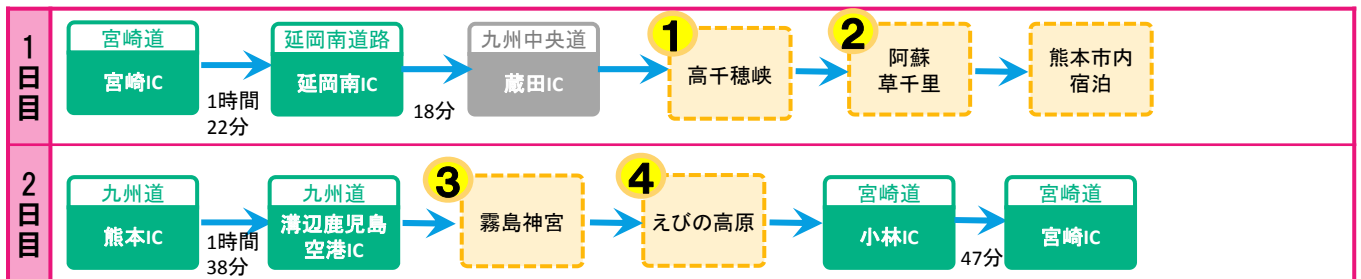 1日目
宮崎道
宮崎IC
1時間
22分
延岡南道路
延岡南IC
18分
九州中央道
蔵田IC
1
高千穂峡
2
阿蘇
草千里
熊本市内
宿泊
2日目
九州道
熊本IC
1時間
38分
九州道
溝辺鹿児島
空港IC
3
霧島神宮
4
えびの高原
宮崎道
小林IC
47分
宮崎道
宮崎IC